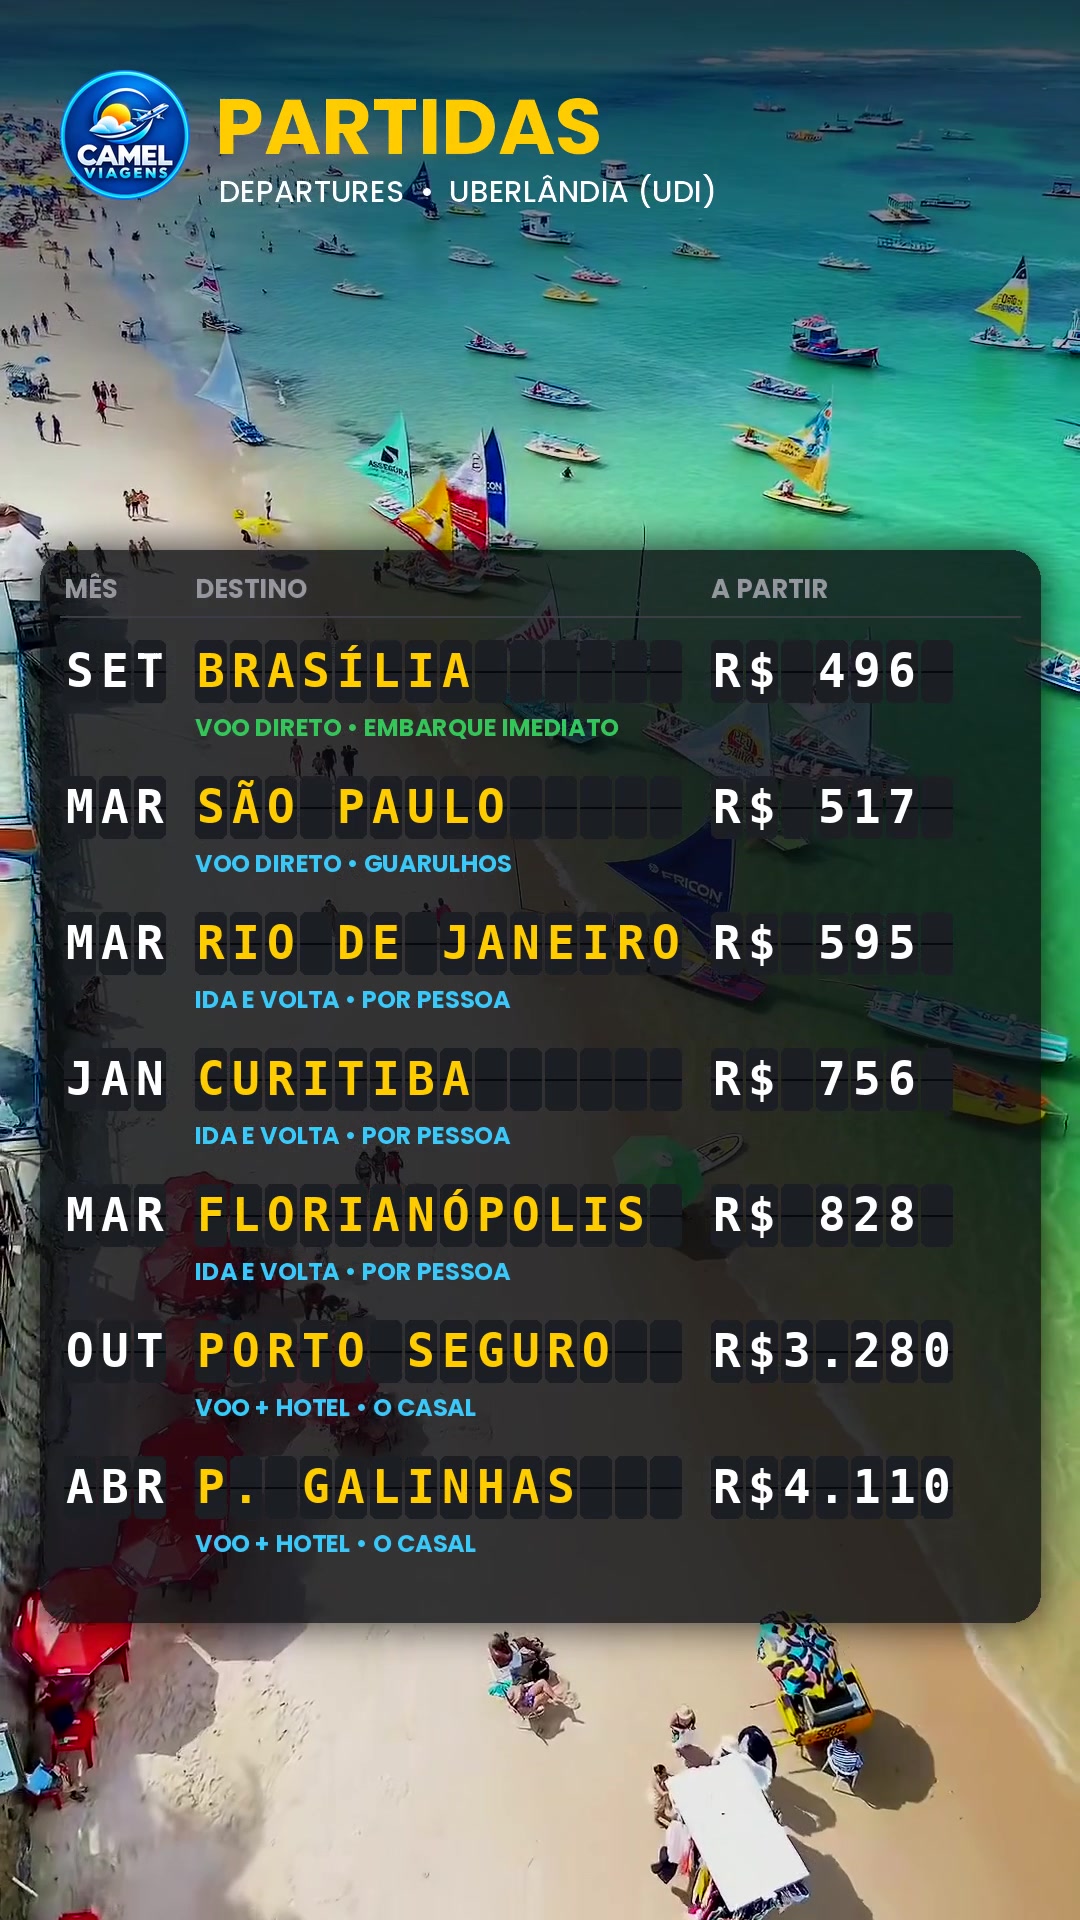 CAMEL
VIAGENS
PARTIDAS
DEPARTURES • UBERLÂNDIA (UDI)
ASSEGURA
MÊS DESTINO A PARTIR
SET BRASÍLIA R$ 496
VOO DIRETO • EMBARQUE IMEDIATO
MAR SÃO PAULO R$ 517
VOO DIRETO • GUARULHOS
ERICON
MAR RIO DE JANEIRO R$ 595
IDA E VOLTA • POR PESSOA
JAN CURITIBA R$ 756
IDA E VOLTA • POR PESSOA
MAR FLORIANÓPOLIS R$ 828
IDA E VOLTA • POR PESSOA
OUT PORTO SEGURO R$3.280
VOO + HOTEL • O CASAL
ABR P. GALINHAS R$4.110
VOO + HOTEL • O CASAL